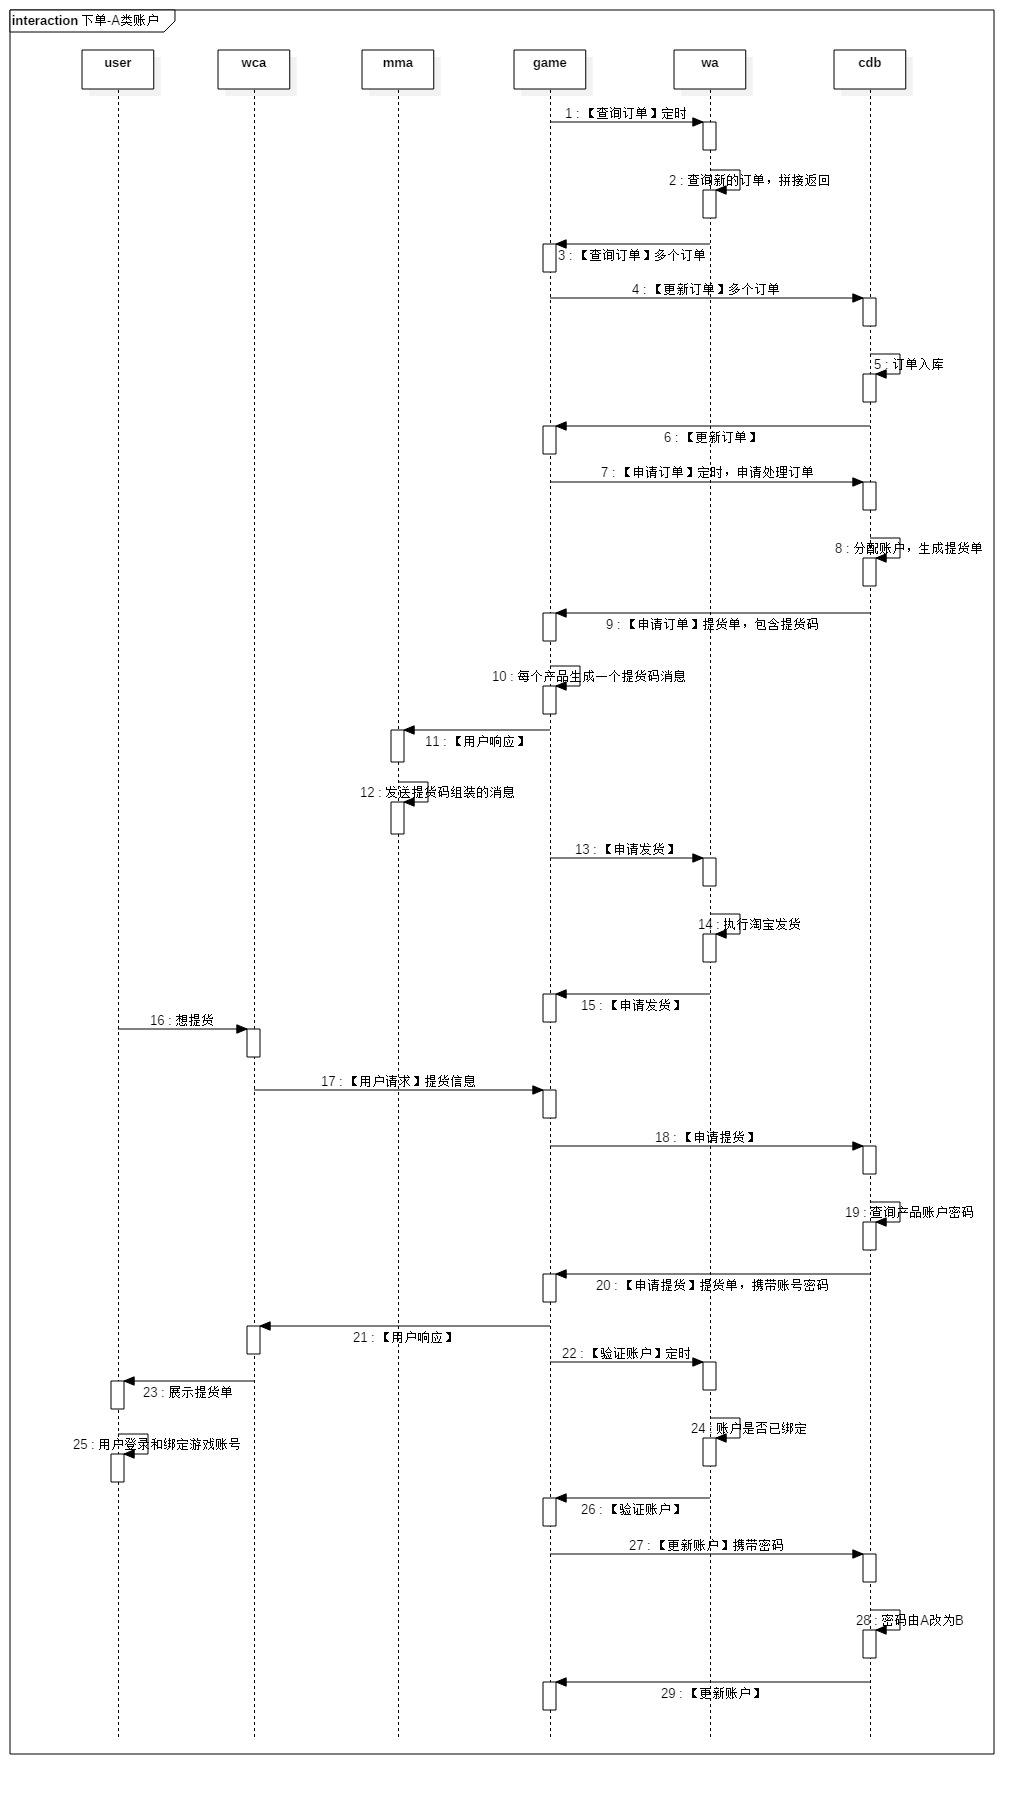 interaction 下单-A类账户
user
wca
mma
game
wa
cdb
1 : 【查询订单】定时
2 : 查询新的订单，拼接返回
3 : 【查询订单】多个订单
4 : 【更新订单】多个订单
5 : 订单入库
6 : 【更新订单】
7 : 【申请订单】定时，申请处理订单
8 : 分配账户，生成提货单
9 : 【申请订单】提货单，包含提货码
10 : 每个产品生成一个提货码消息
11 : 【用户响应】
12 : 发送提货码组装的消息
13 : 【申请发货】
14 : 执行淘宝发货
15 : 【申请发货】
16 : 想提货
17 : 【用户请求】提货信息
18 : 【申请提货】
19 : 查询产品账户密码
20 : 【申请提货】提货单，携带账号密码
21 : 【用户响应】
22 : 【验证账户】定时
23 : 展示提货单
24 : 账户是否已绑定
25 : 用户登录和绑定游戏账号
26 : 【验证账户】
27 : 【更新账户】携带密码
28 : 密码由A改为B
29 : 【更新账户】